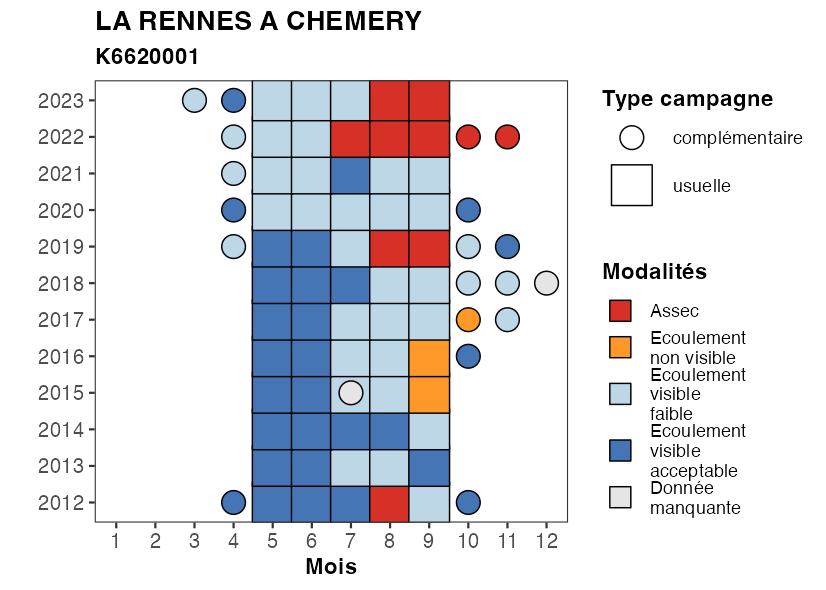 LA RENNES A CHEMERY
K6620001
2023
2022
2021
2020
2019
2018
2017
2016
2015
2014
2013
2012
1 2 3 4 5 6 7 8 9 10 11 12
Mois
Type campagne
complémentaire
usuelle
Modalités
Assec
Ecoulement
non visible
Ecoulement
visible
faible
Ecoulement
visible
acceptable
Donnée
manquante